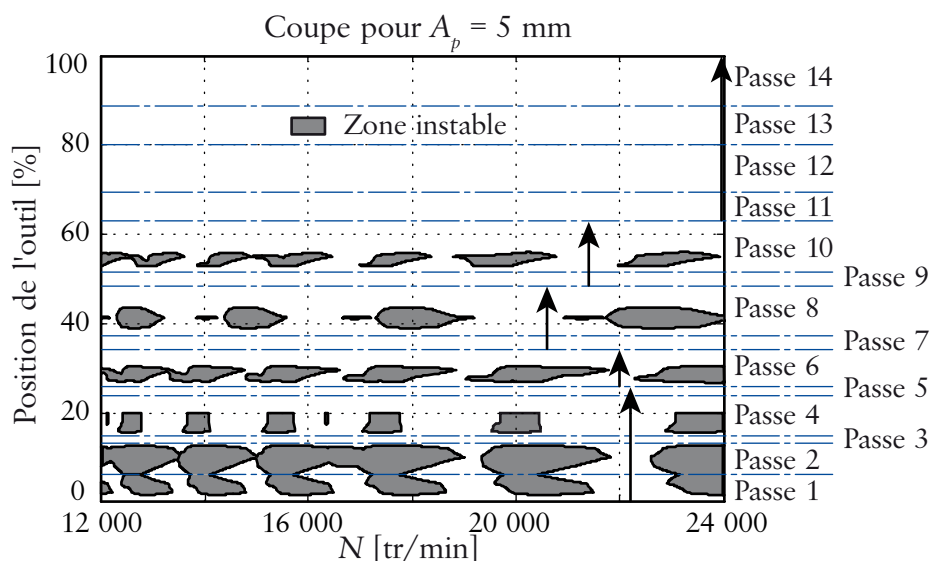 Coupe pour Aₚ = 5 mm
Position de l'outil [%]
100
80
60
40
20
0
Zone instable
Passe 14
Passe 13
Passe 12
Passe 11
Passe 10
Passe 9
Passe 8
Passe 7
Passe 6
Passe 5
Passe 4
Passe 3
Passe 2
Passe 1
12 000 16 000 20 000 24 000
N [tr/min]